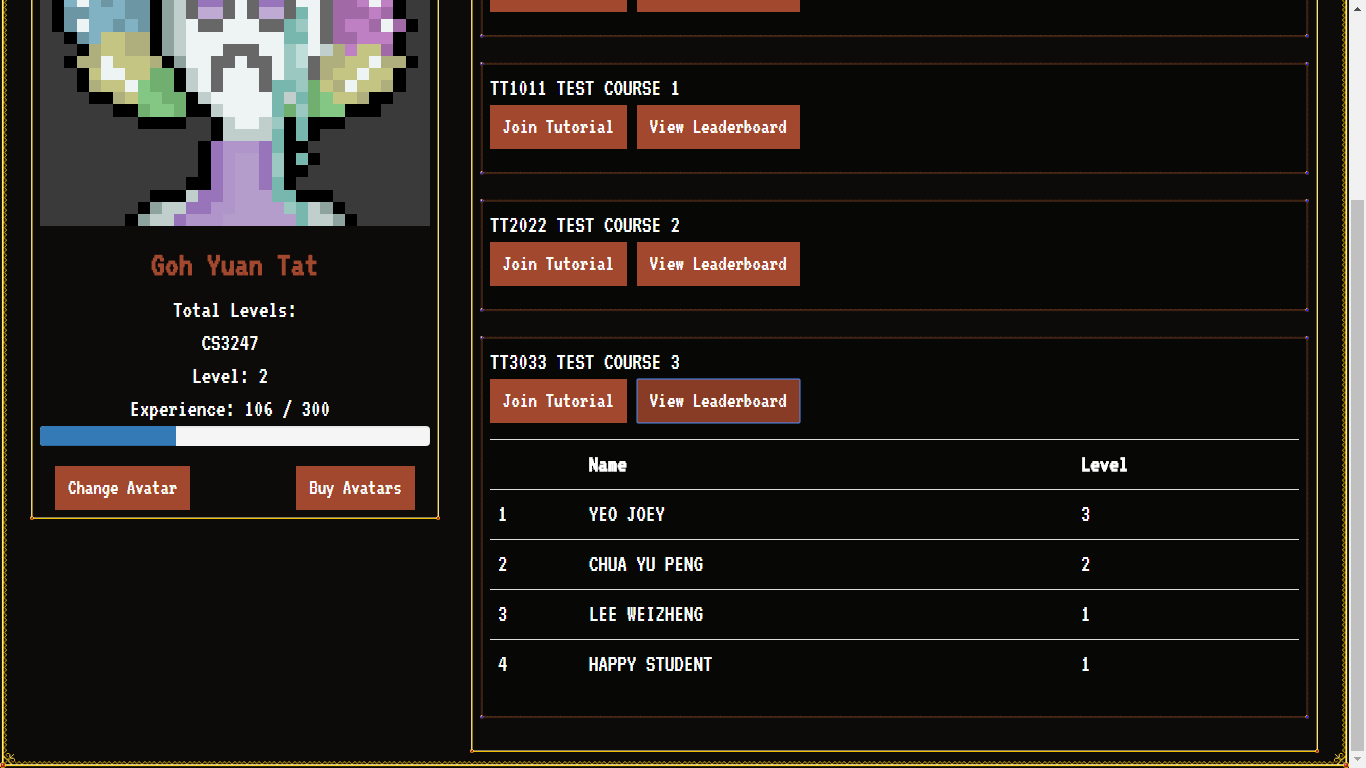 Goh Yuan Tat
Total Levels:
CS3247
Level: 2
Experience: 106 / 300
Change Avatar
Buy Avatars
TT1011 TEST COURSE 1
Join Tutorial
View Leaderboard
TT2022 TEST COURSE 2
Join Tutorial
View Leaderboard
TT3033 TEST COURSE 3
Join Tutorial
View Leaderboard
Name Level
1 YEO JOEY 3
2 CHUA YU PENG 2
3 LEE WEIZHENG 1
4 HAPPY STUDENT 1